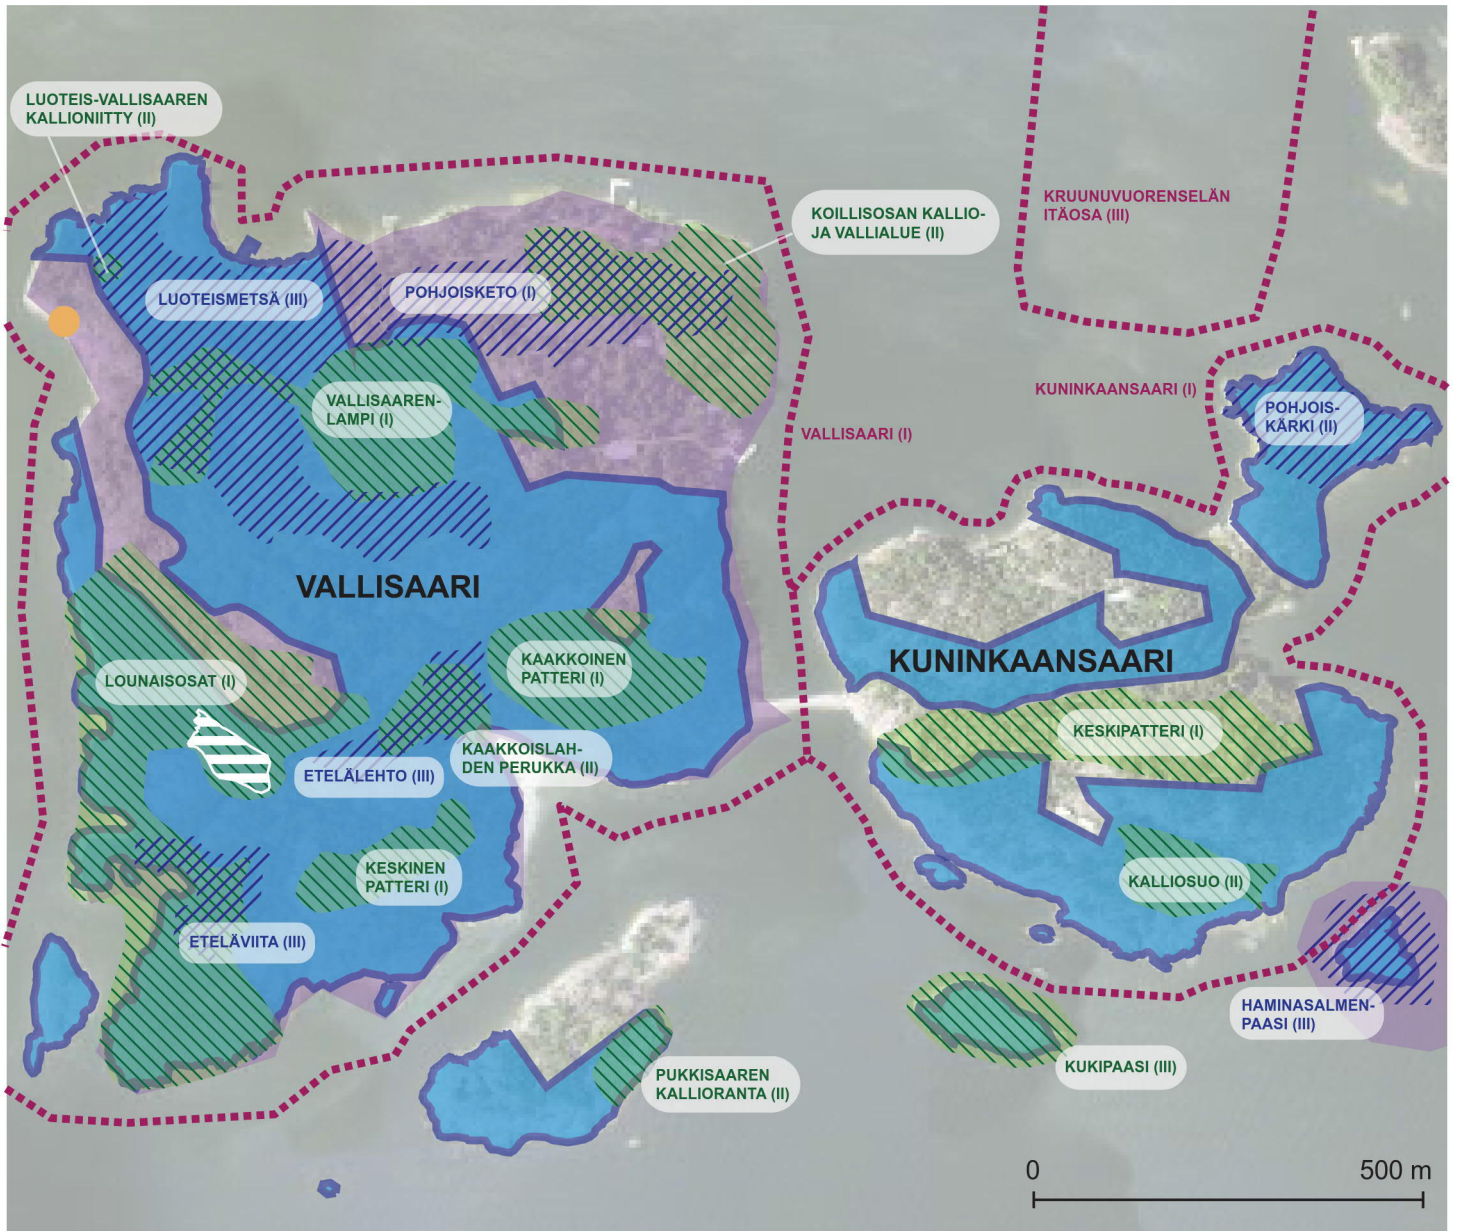 LUOTEIS-VALLISAAREN
KALLIONIITTY (II)
KOILLISOSAN KALLIO-
JA VALLIALUE (II)
KRUUNUVUORENSELÄN
ITÄOSA (III)
LUOTEISMETSÄ (III)
POHJOISKETO (I)
VALLISAAREN-
LAMPI (I)
KUNINKAANSAARI (I)
POHJOIS-
KÄRKI (II)
VALLISAARI (I)
VALLISAARI
KUNINKAANSAARI
LOUNAISOSAT (I)
KAAKKOINEN
PATTERI (I)
KESKIPATTERI (I)
ETELÄLEHTO (III)
KAAKKOISLAH-
DEN PERUKKA (II)
KESKINEN
PATTERI (I)
KALLIOSUO (II)
ETELÄVIITA (III)
HAMINASALMEN-
PAASI (III)
KUKIPAASI (III)
PUKKISAAREN
KALLIORANTA (II)
0 500 m